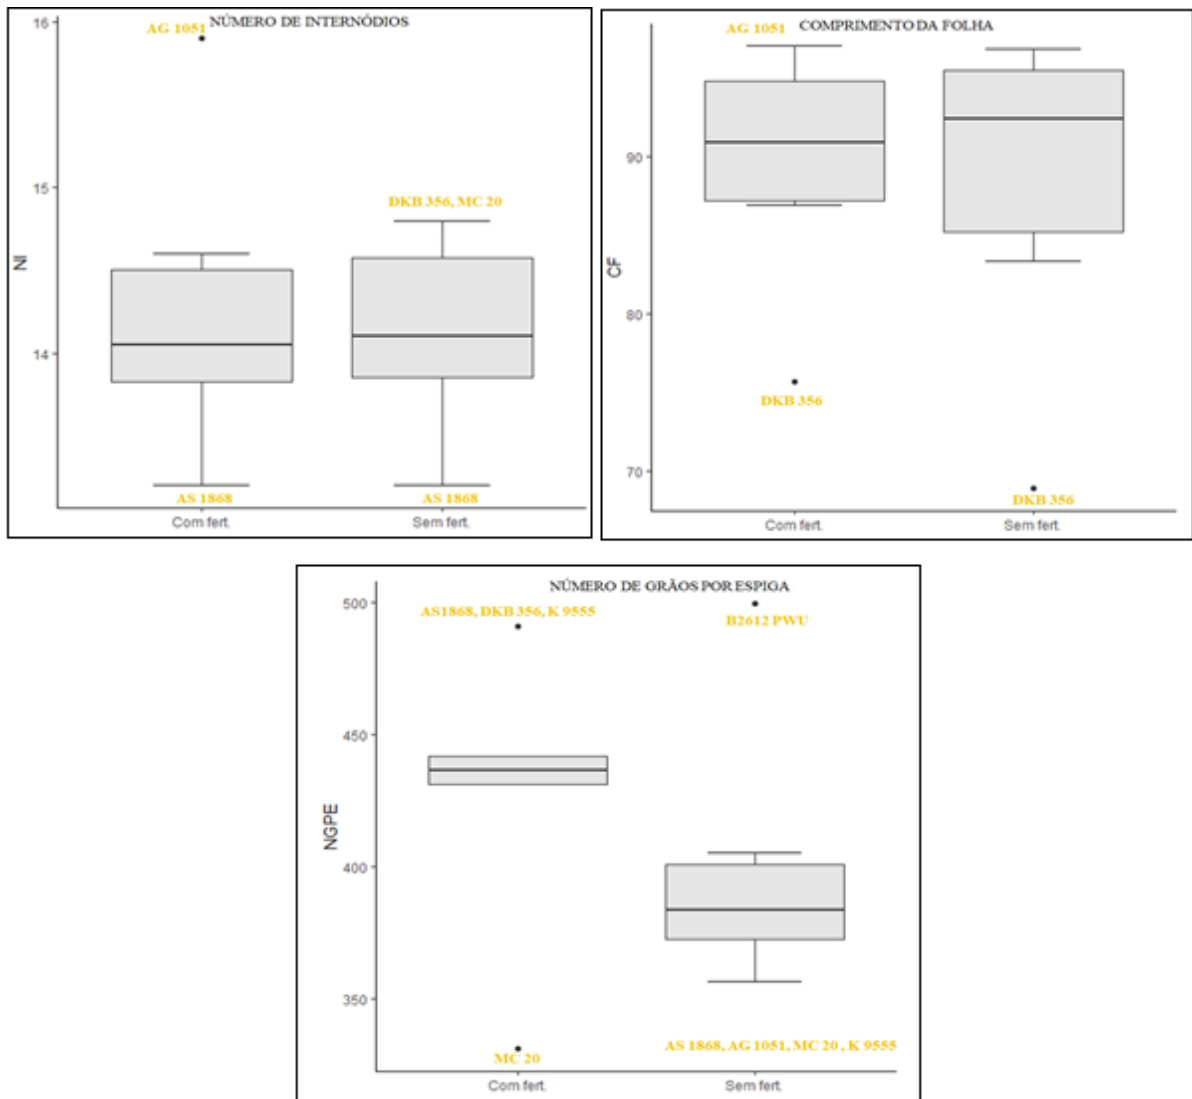 NÚMERO DE INTERNÓDIOS
16
AG 1051
15
DKB 356, MC 20
NI
14
AS 1868
AS 1868
Com fert.
Sem fert.
COMPRIMENTO DA FOLHA
AG 1051
90
CF
80
DKB 356
70
DKB 356
Com fert.
Sem fert.
NÚMERO DE GRÃOS POR ESPIGA
500
AS1868, DKB 356, K 9555
B2612 PWU
450
NGPE
400
350
MC 20
AS 1868, AG 1051, MC 20 , K 9555
Com fert.
Sem fert.